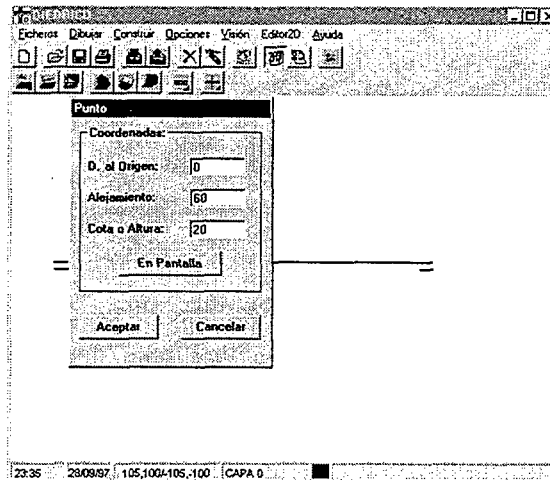 Ficheros Dibujar Construir Opciones Visión Editor2D Ayuda
Punto
Coordenadas:
D. al Origen: 0
Alejamiento: 60
Cota o Altura: 20
En Pantalla
Aceptar Cancelar
23:35 28/09/97 105,100/-105,-100 CAPA 0